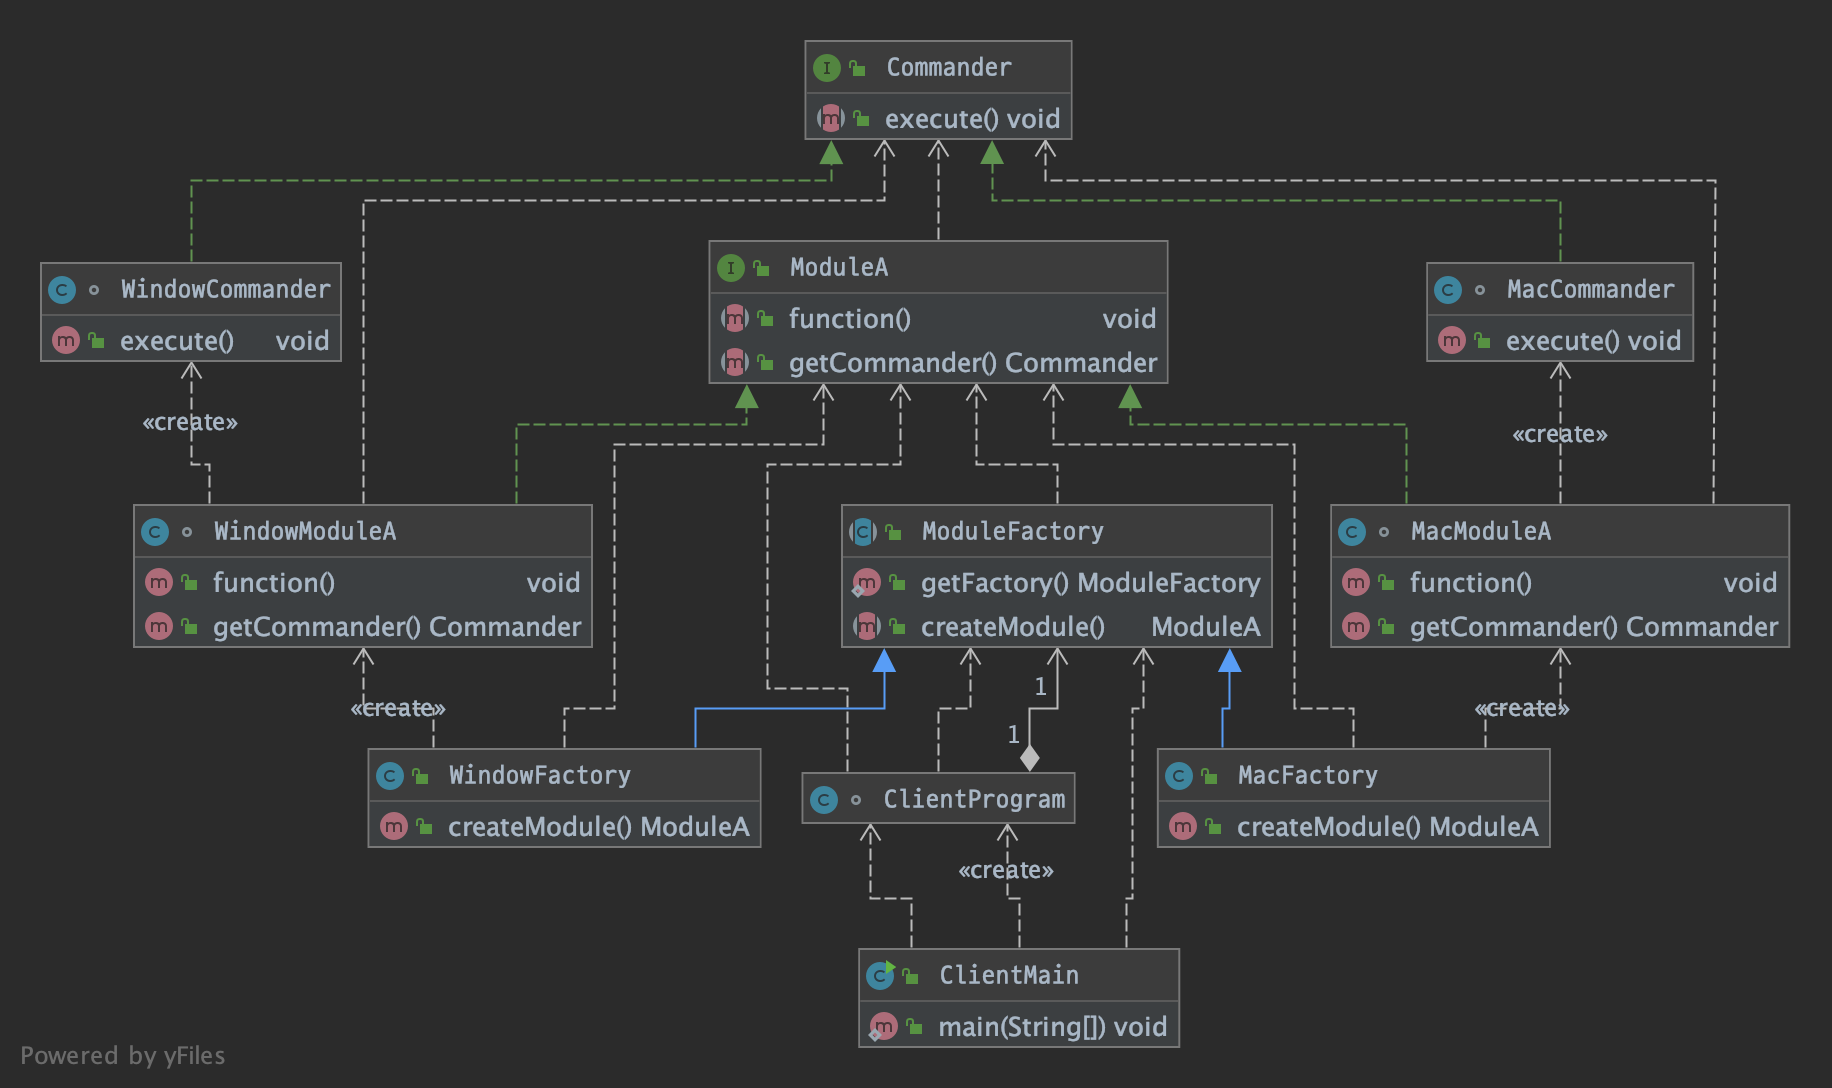 Commander
execute() void
ModuleA
function() void
getCommander() Commander
WindowCommander
execute() void
MacCommander
execute() void
«create»
«create»
WindowModuleA
function() void
getCommander() Commander
ModuleFactory
getFactory() ModuleFactory
createModule() ModuleA
MacModuleA
function() void
getCommander() Commander
«create»
1
1
«create»
WindowFactory
createModule() ModuleA
ClientProgram
MacFactory
createModule() ModuleA
«create»
ClientMain
main(String[]) void
Powered by yFiles